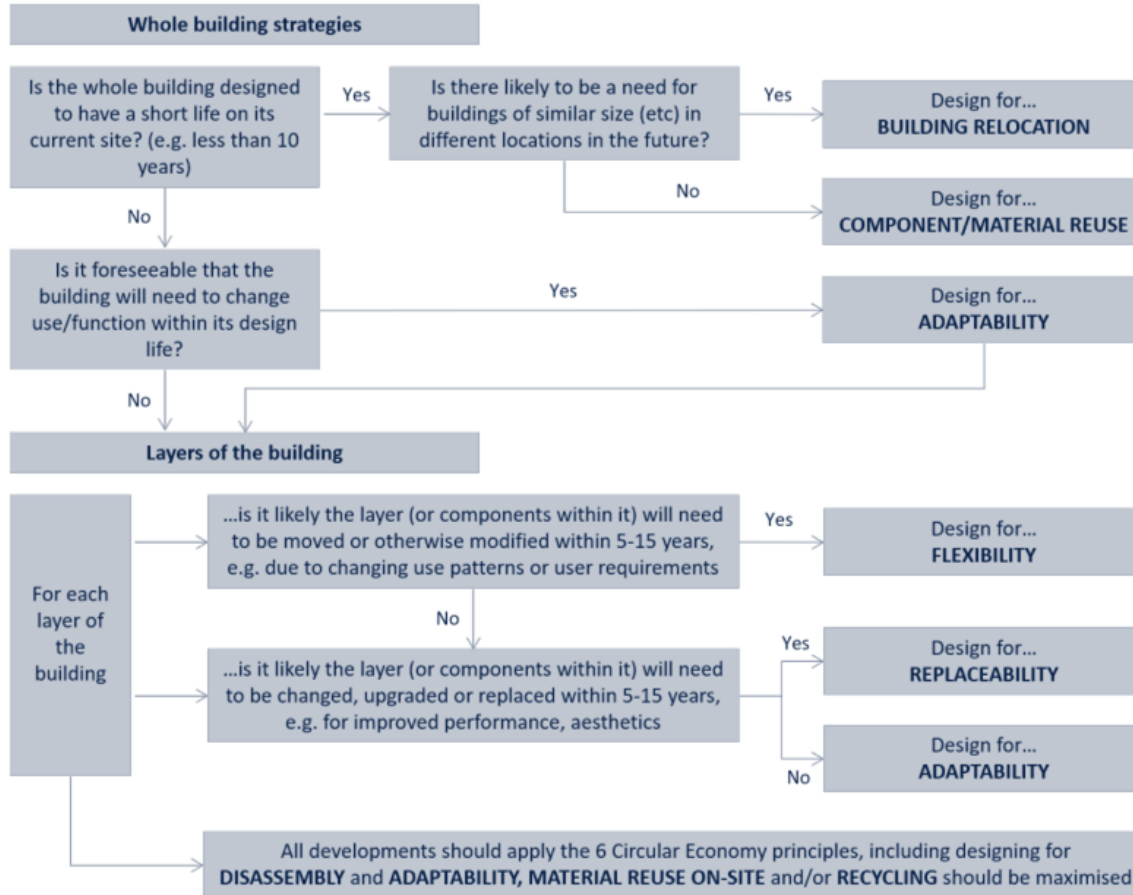 Whole building strategies
Is the whole building designed
to have a short life on its
current site? (e.g. less than 10
years)
Yes
Is there likely to be a need for
buildings of similar size (etc) in
different locations in the future?
Yes
Design for...
BUILDING RELOCATION
No
No
Design for...
COMPONENT/MATERIAL REUSE
Is it foreseeable that the
building will need to change
use/function within its design
life?
Yes
Design for...
ADAPTABILITY
No
Layers of the building
For each
layer of
the
building
...is it likely the layer (or components within it) will need
to be moved or otherwise modified within 5-15 years,
e.g. due to changing use patterns or user requirements
Yes
Design for...
FLEXIBILITY
No
...is it likely the layer (or components within it) will need
to be changed, upgraded or replaced within 5-15 years,
e.g. for improved performance, aesthetics
Yes
Design for...
REPLACEABILITY
No
Design for...
ADAPTABILITY
All developments should apply the 6 Circular Economy principles, including designing for
DISASSEMBLY and ADAPTABILITY, MATERIAL REUSE ON-SITE and/or RECYCLING should be maximised